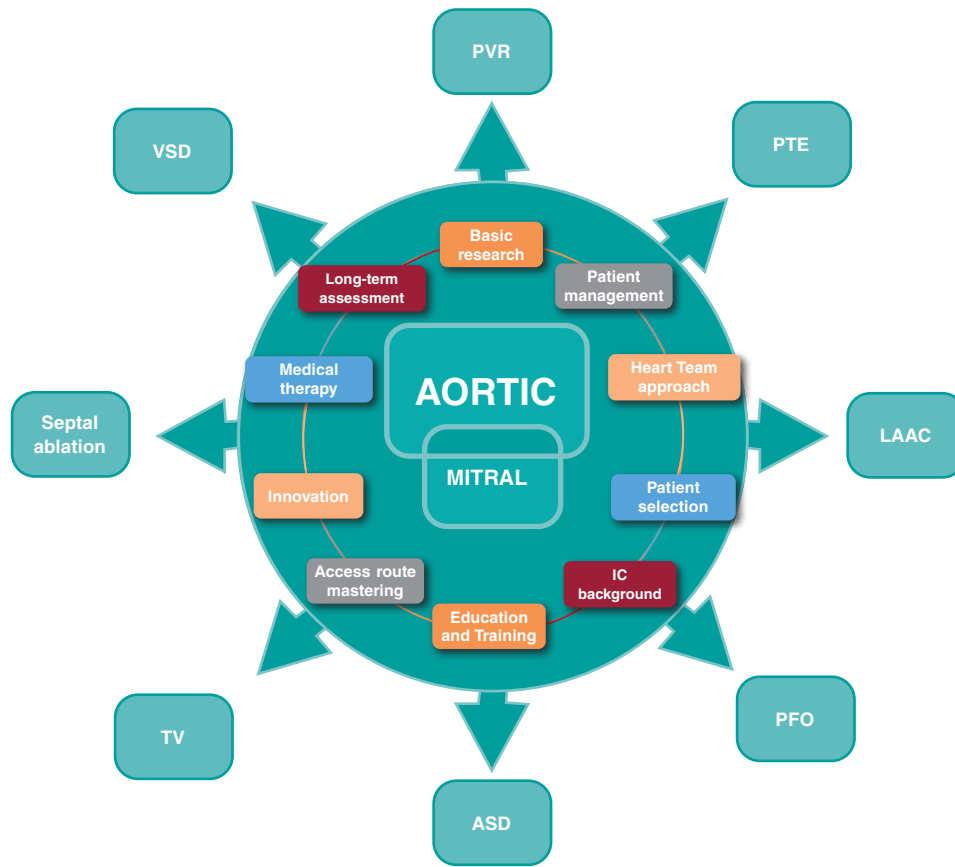 PVR
VSD
PTE
Basic
research
Long-term
assessment
Patient
management
Medical
therapy
AORTIC
Heart Team
approach
Septal
ablation
LAAC
MITRAL
Innovation
Patient
selection
Access route
mastering
IC
background
Education
and Training
TV
PFO
ASD